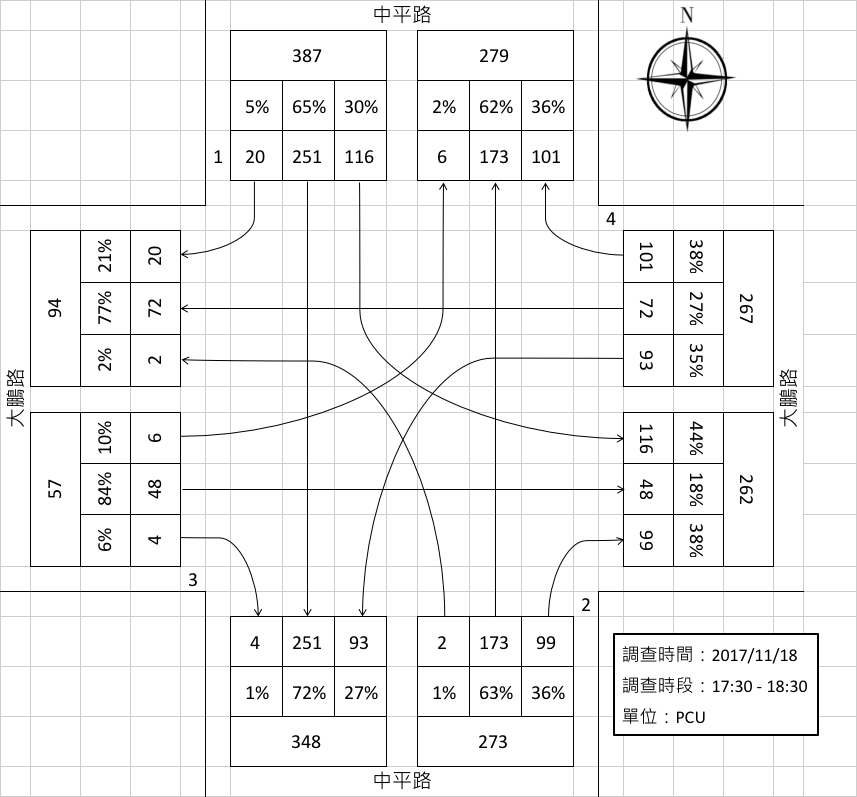 中平路
N
387
279
5% 65% 30%
2% 62% 36%
1
20 251 116
6 173 101
4
94
21% 20
77% 72
2% 2
101 38%
72 27%
93 35%
267
大鵬路
大鵬路
57
10% 6
84% 48
6% 4
116 44%
48 18%
99 38%
262
3
2
4 251 93
2 173 99
1% 72% 27%
1% 63% 36%
348
273
中平路
調查時間：2017/11/18
調查時段：17:30 - 18:30
單位：PCU